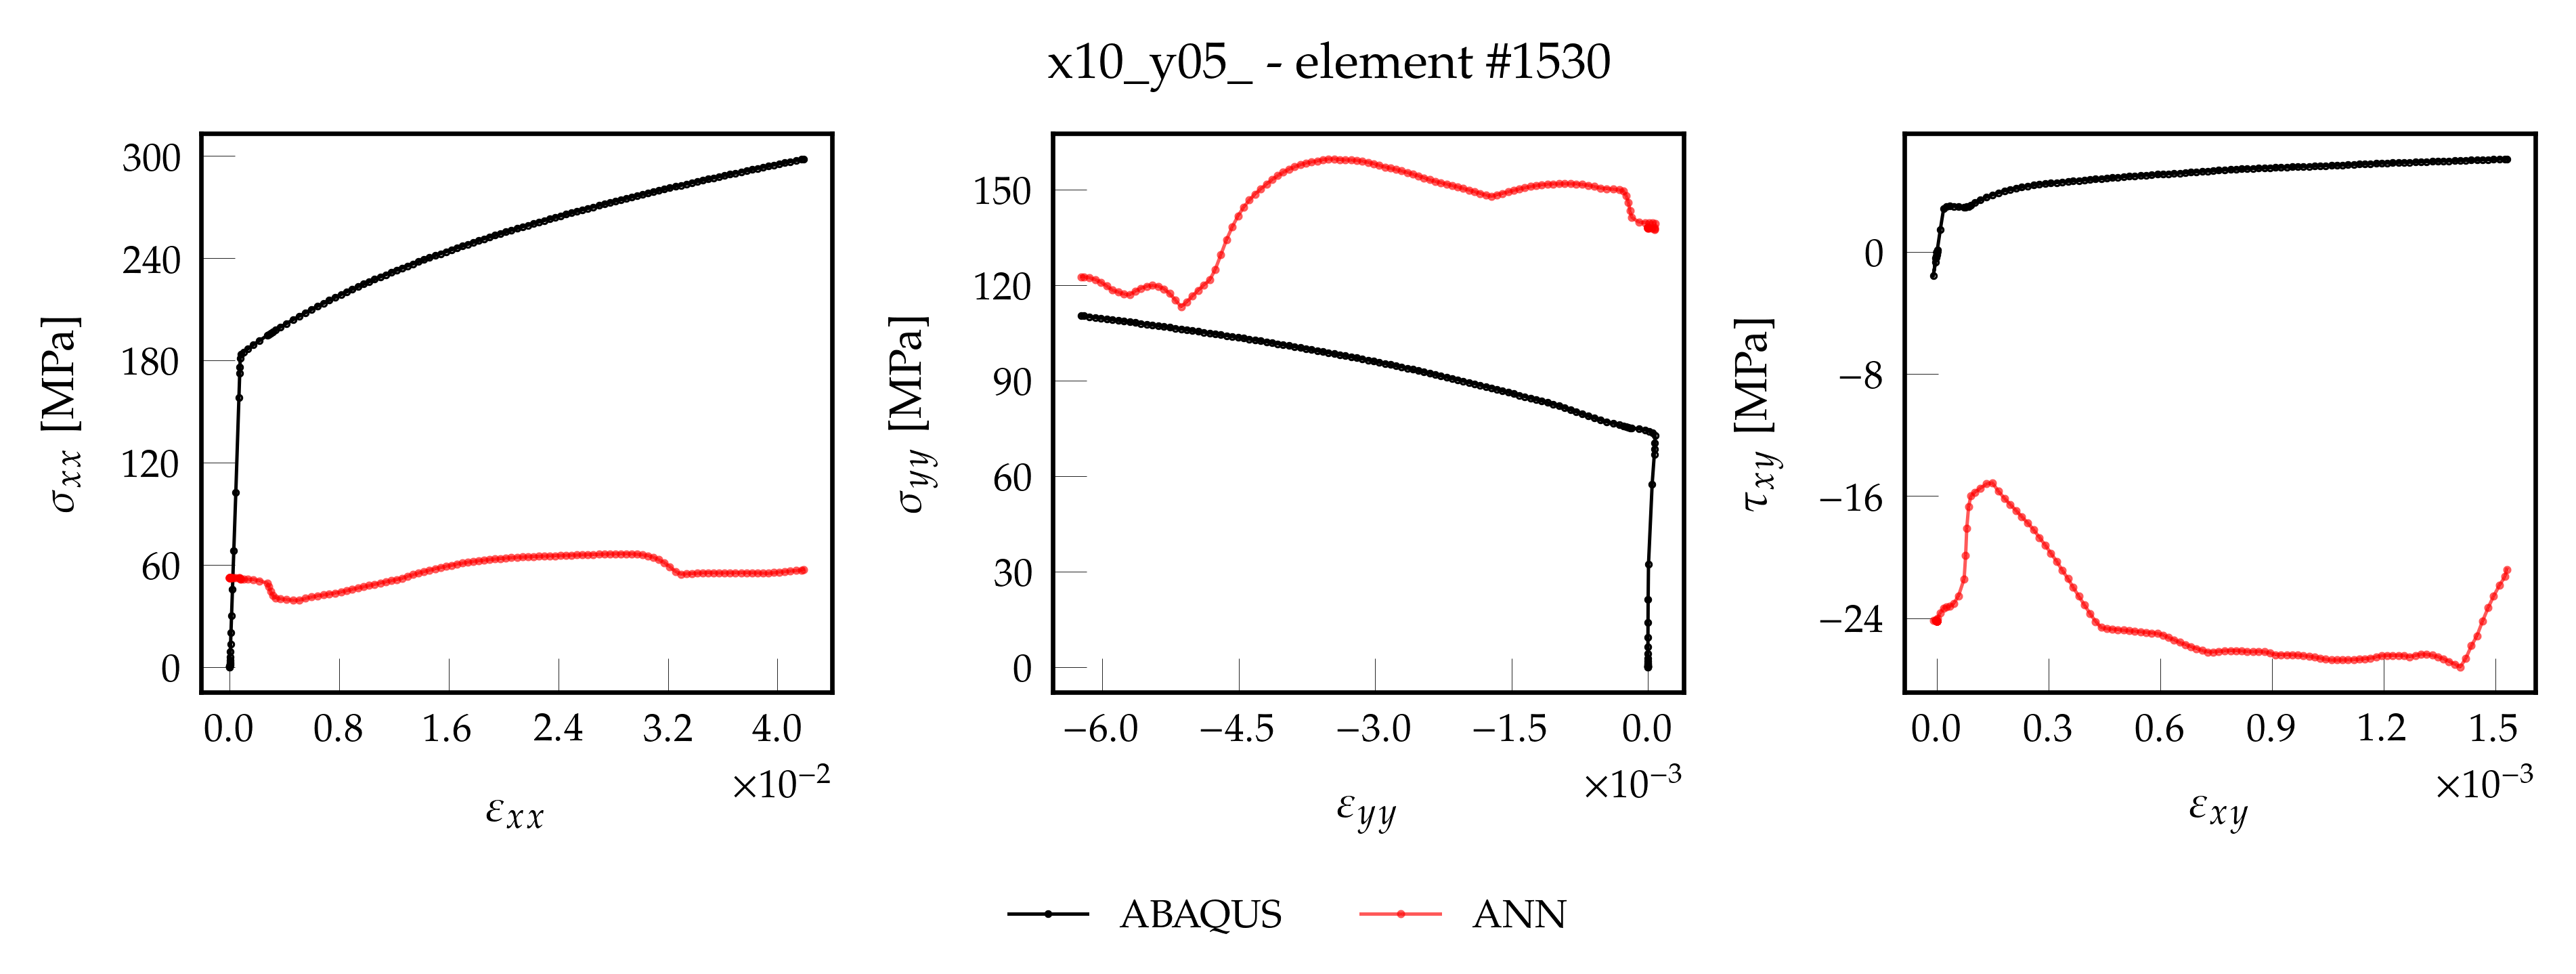 x10_y05_ - element #1530
σxx [MPa]
300
240
180
120
60
0
0.0 0.8 1.6 2.4 3.2 4.0
×10−2
εxx
σyy [MPa]
150
120
90
60
30
0
−6.0 −4.5 −3.0 −1.5 0.0
×10−3
εyy
τxy [MPa]
0
−8
−16
−24
0.0 0.3 0.6 0.9 1.2 1.5
×10−3
εxy
ABAQUS ANN